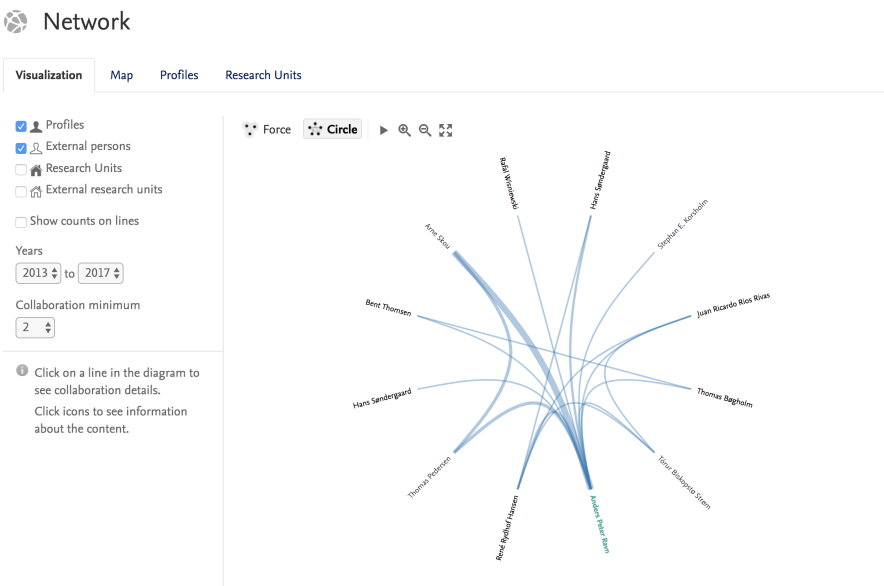 Network
Visualization Map Profiles Research Units
Profiles
External persons
Research Units
External research units
Show counts on lines
Years
2013 to 2017
Collaboration minimum
2
Click on a line in the diagram to
see collaboration details.
Click icons to see information
about the content.
Force Circle
Rafal Wisniewski
Hans Søndergaard
Stephan E. Korsholm
Juan Ricardo Rios Rivas
Thomas Bøgholm
Tórur Biskopstø Strøm
Anders Peter Ravn
René Rydhof Hansen
Thomas Pedersen
Hans Søndergaard
Bent Thomsen
Arne Skou